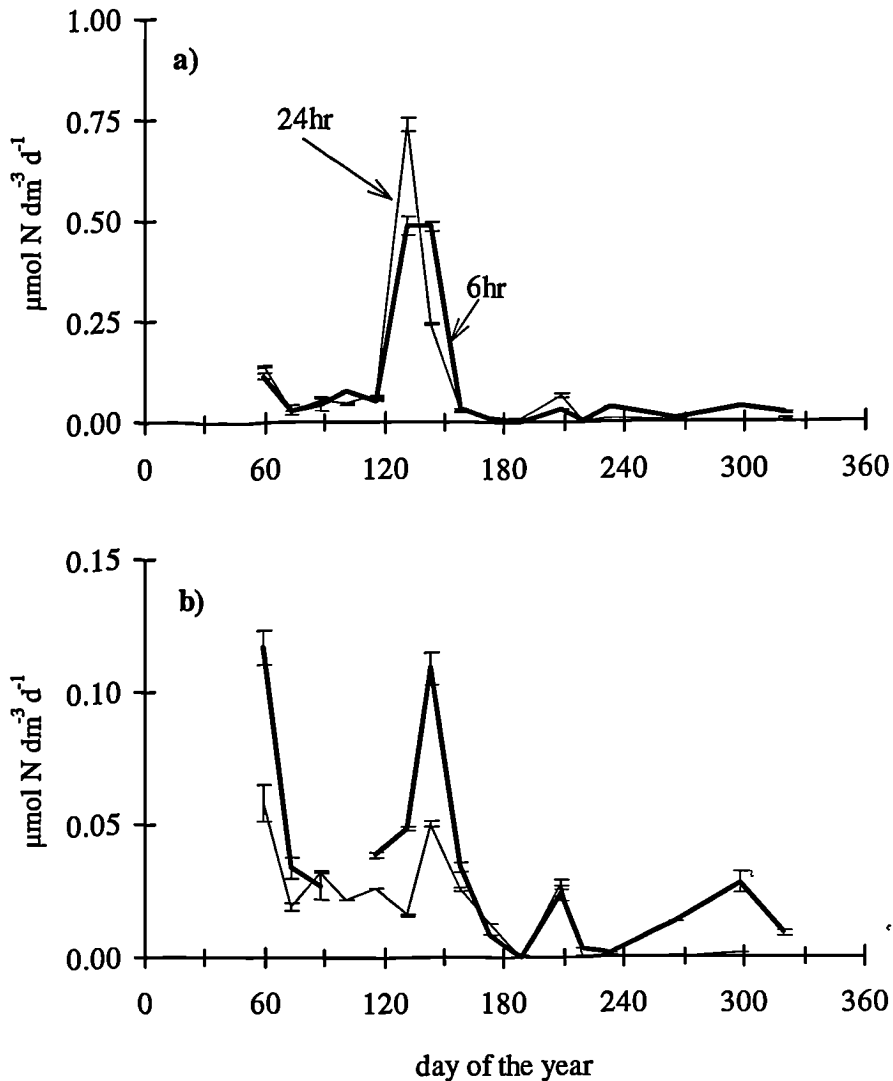 a)
µmol N dm⁻³ d⁻¹
1.00
0.75
0.50
0.25
0.00
24hr
6hr
0 60 120 180 240 300 360
b)
µmol N dm⁻³ d⁻¹
0.15
0.10
0.05
0.00
0 60 120 180 240 300 360
day of the year